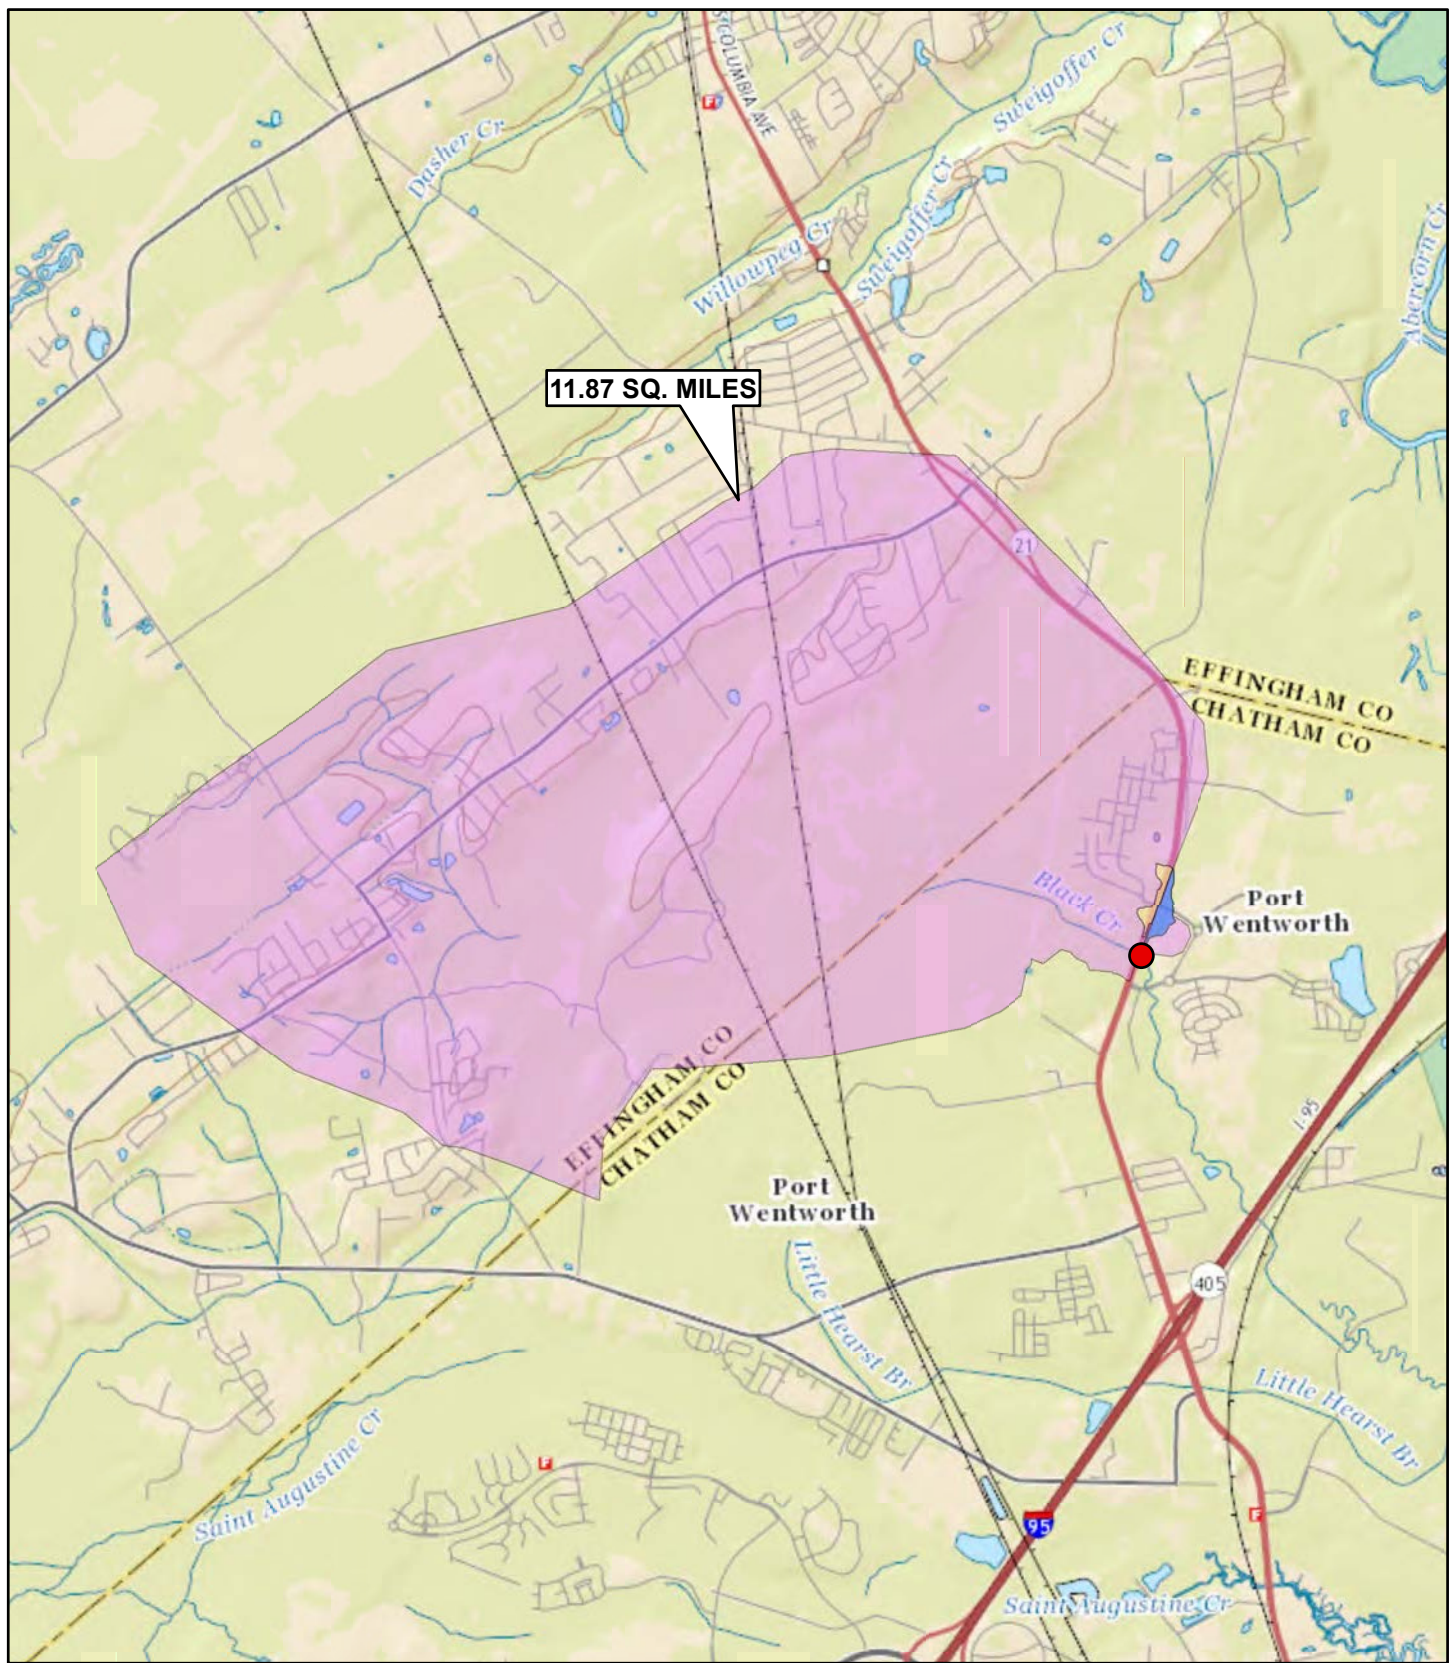 S COLUMBIA AVE
F
Sweigoffer Cr
Dasher Cr
Sweigoffer Cr
Willowpeg Cr
Abercorn Cr
11.87 SQ. MILES
21
EFFINGHAM CO
CHATHAM CO
Black Cr
Port
Wentworth
EFFINGHAM CO
CHATHAM CO
I-95
Port
Wentworth
Little Hearst Br
405
Little Hearst Br
Saint Augustine Cr
F
F
95
Saint Augustine Cr